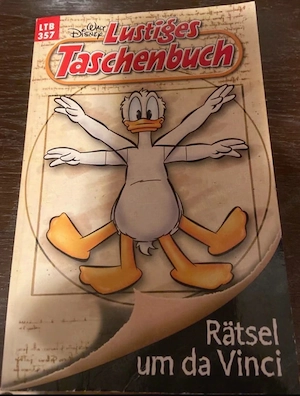 LTB
357
Walt
Disney
Lustiges
Taschenbuch
Rätsel
um da Vinci